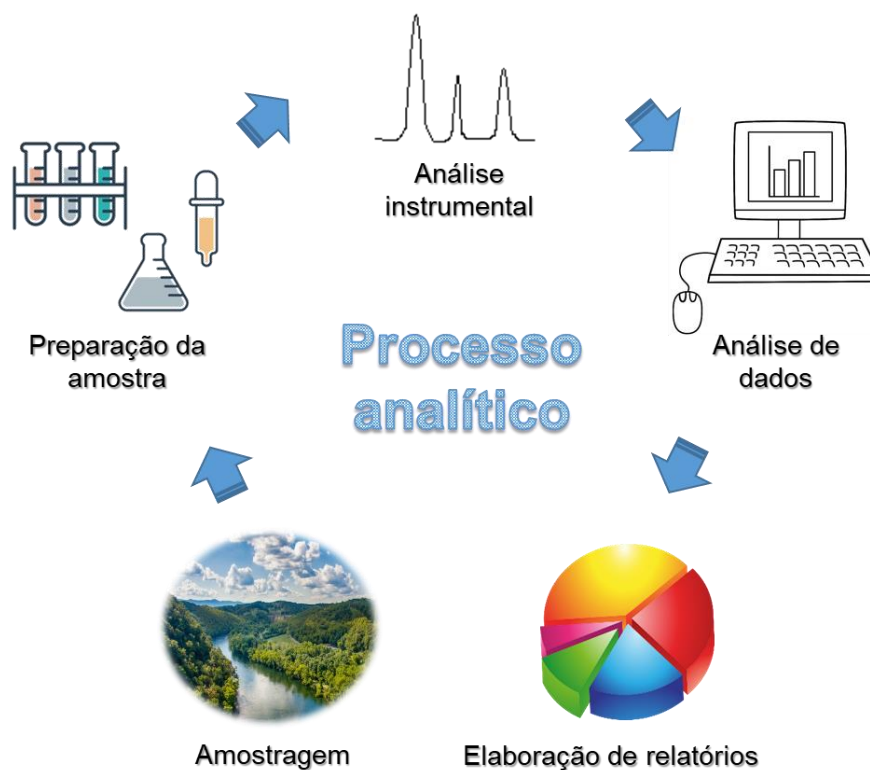 Análise
instrumental
Preparação da
amostra
Processo
analítico
Análise de
dados
Amostragem
Elaboração de relatórios